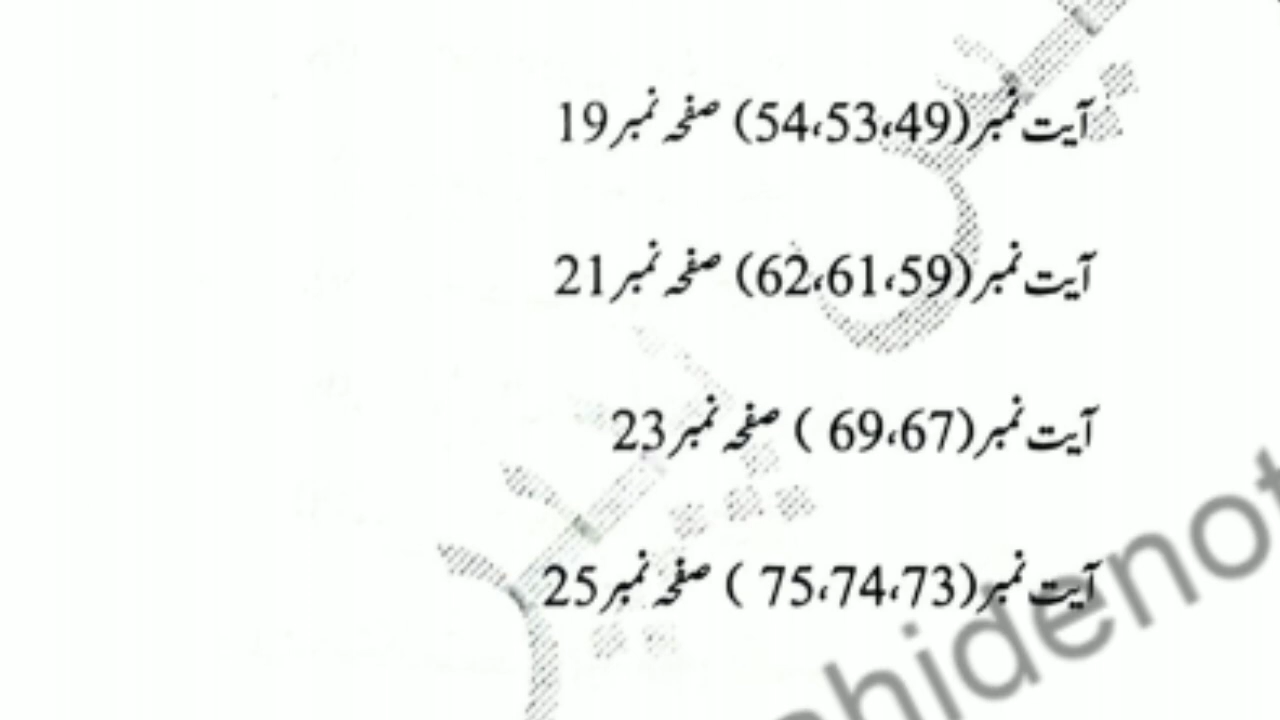 آیت نمبر(49،53،54) صفحہ نمبر19
آیت نمبر(59،61،62) صفحہ نمبر21
آیت نمبر(67،69 ) صفحہ نمبر23
آیت نمبر(73،74،75 ) صفحہ نمبر25